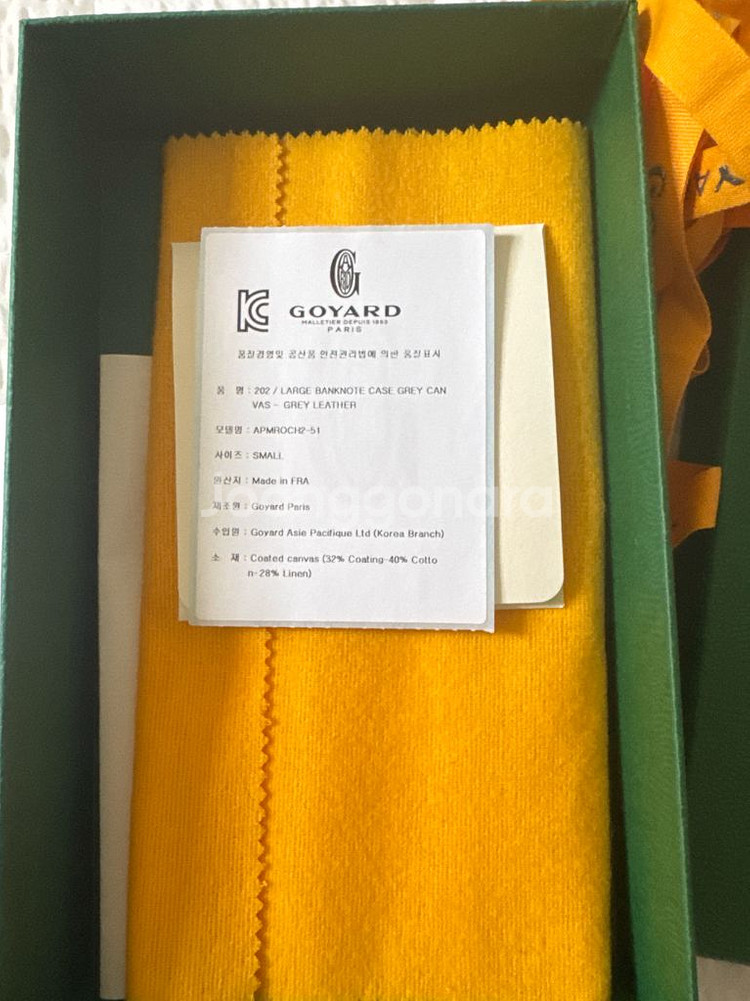 GOYARD
MALLETIER DEPUIS 1853
PARIS
품질경영및 공산품 안전관리법에 의한 품질표시
품 명 : 202 / LARGE BANKNOTE CASE GREY CAN
VAS - GREY LEATHER
모델명 : APMROCH2-51
사이즈 : SMALL
원산지 : Made in FRA
제조원 : Goyard Paris
수입원 : Goyard Asie Pacifique Ltd (Korea Branch)
소 재 : Coated canvas (32% Coating-40% Cotto
n-28% Linen)
joonggonara